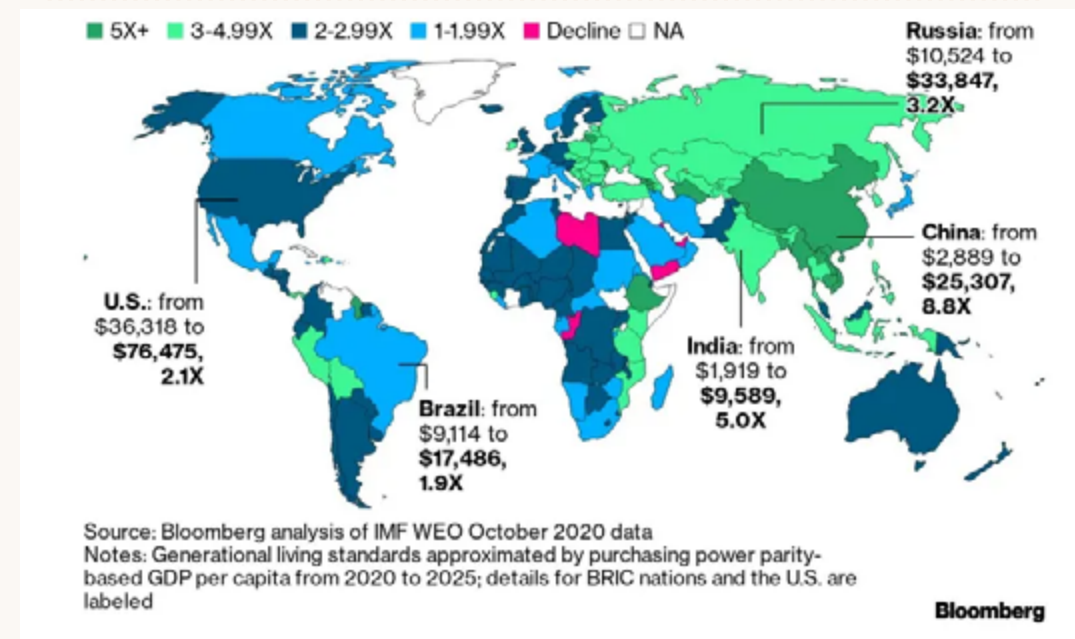 5X+ 3-4.99X 2-2.99X 1-1.99X Decline NA
Russia: from
$10,524 to
$33,847,
3.2X
China: from
$2,889 to
$25,307,
8.8X
U.S.: from
$36,318 to
$76,475,
2.1X
India: from
$1,919 to
$9,589,
5.0X
Brazil: from
$9,114 to
$17,486,
1.9X
Source: Bloomberg analysis of IMF WEO October 2020 data
Notes: Generational living standards approximated by purchasing power parity-
based GDP per capita from 2020 to 2025; details for BRIC nations and the U.S. are
labeled
Bloomberg